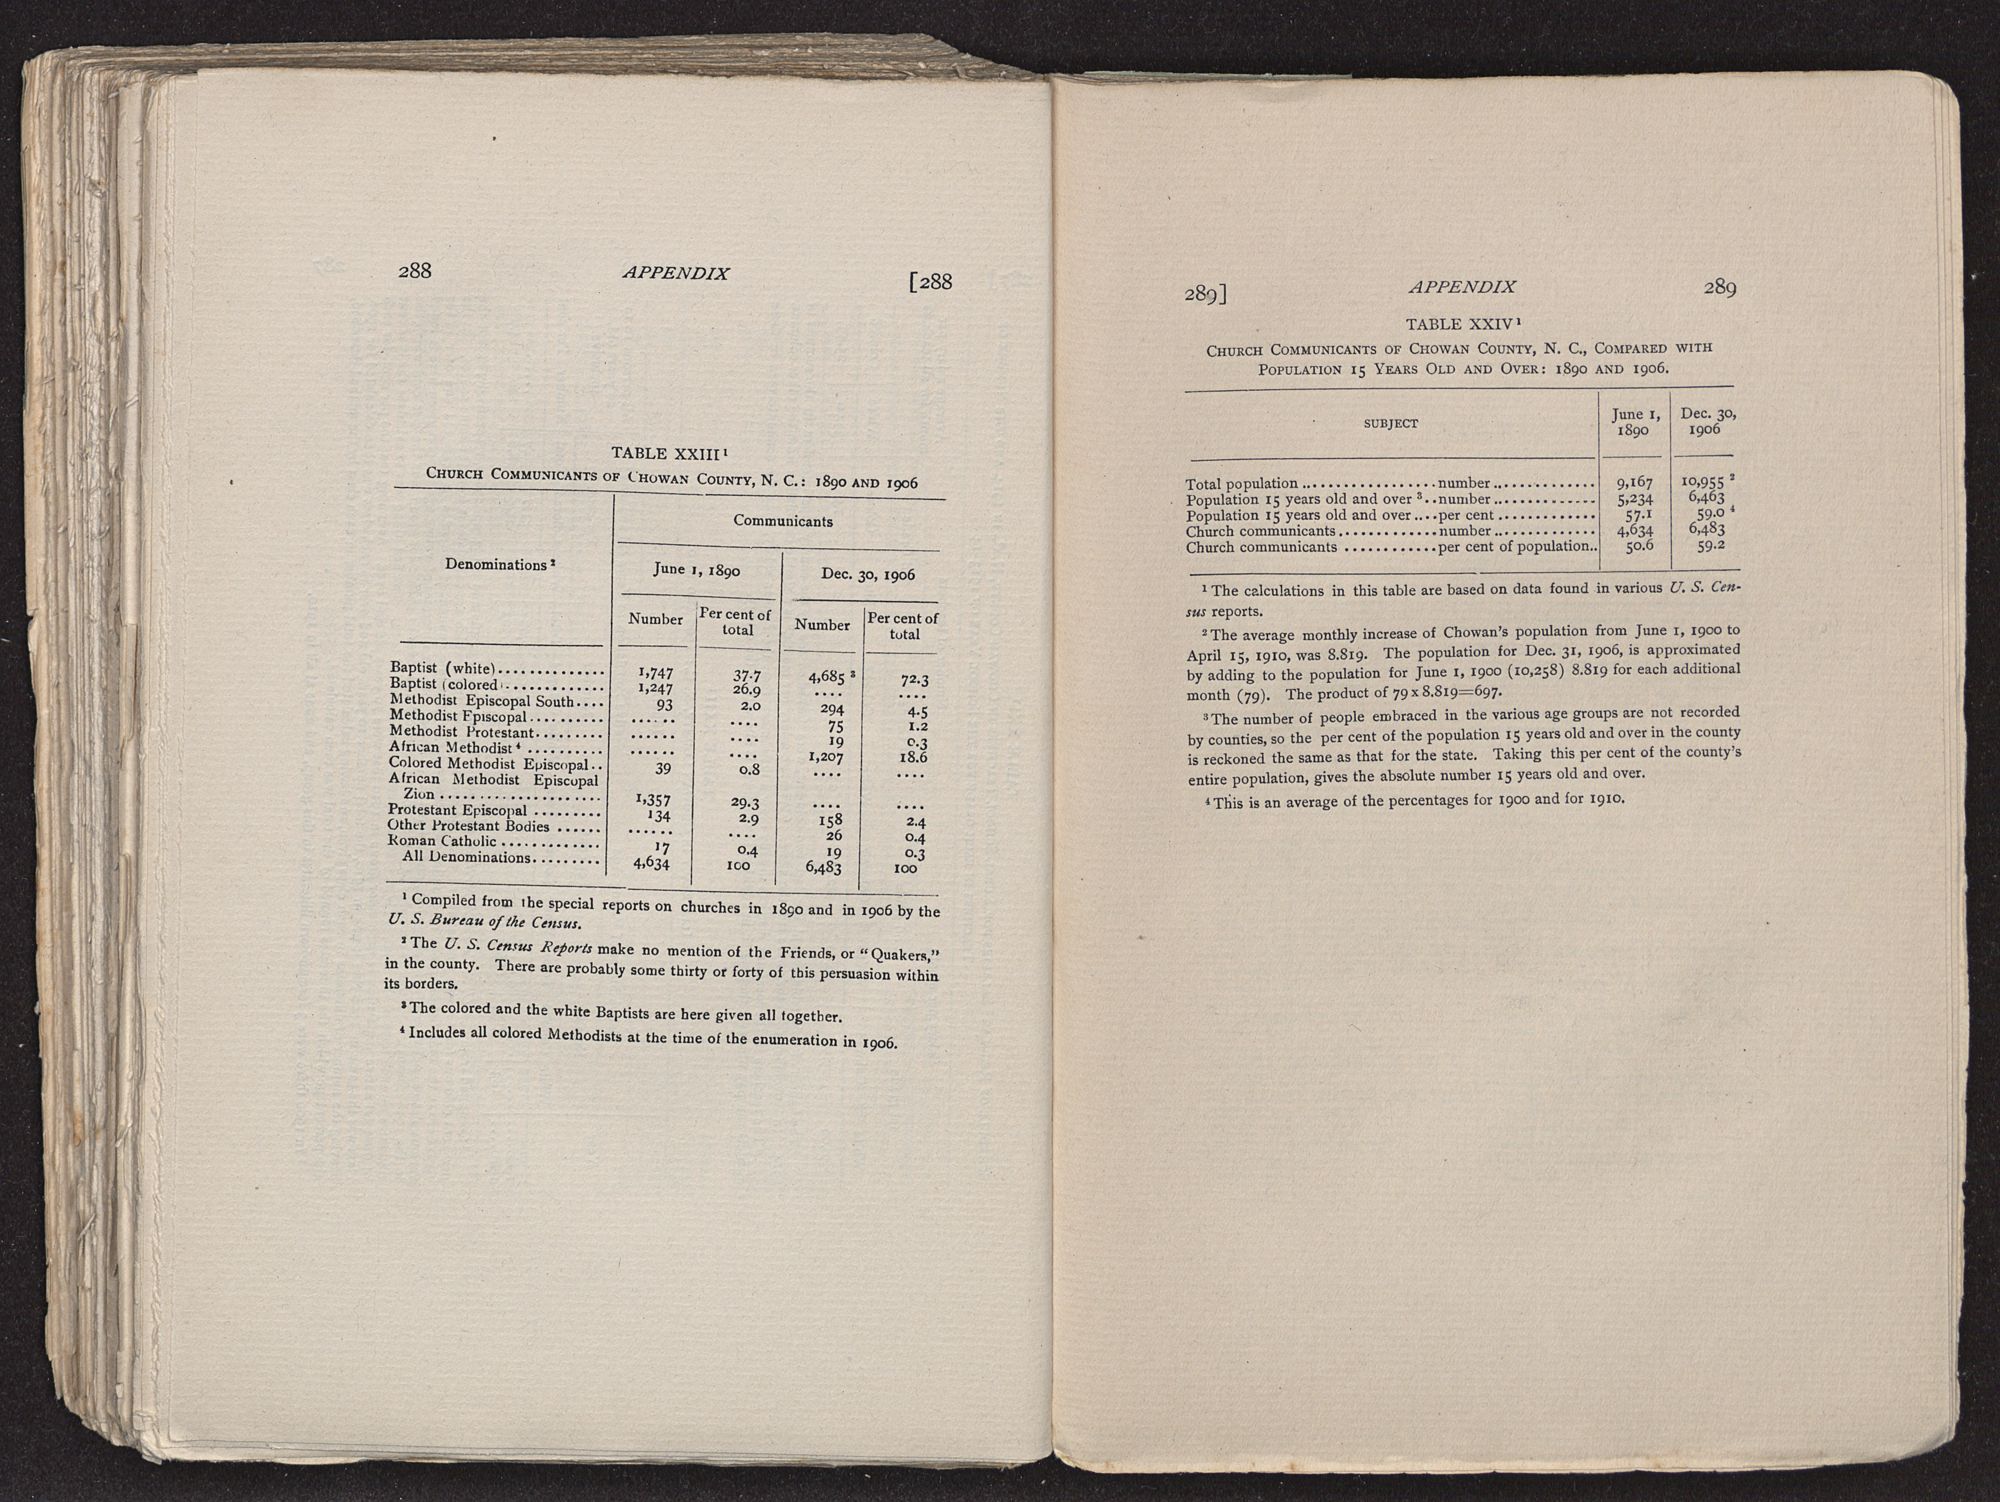 288 APPENDIX [288
TABLE XXIII¹
CHURCH COMMUNICANTS OF CHOWAN COUNTY, N. C.: 1890 AND 1906
Denominations²
Communicants
June 1, 1890 Dec. 30, 1906
Number Per cent of total Number Per cent of total
Baptist (white).............. 1,747 37.7 4,685 ³ 72.3
Baptist (colored)............. 1,247 26.9 .... ....
Methodist Episcopal South.... 93 2.0 294 4.5
Methodist Episcopal.......... ...... .... 75 1.2
Methodist Protestant......... ...... .... 19 0.3
African Methodist⁴ .......... ...... .... 1,207 18.6
Colored Methodist Episcopal.. 39 0.8 .... ....
African Methodist Episcopal
Zion ..................... 1,357 29.3 .... ....
Protestant Episcopal ......... 134 2.9 158 2.4
Other Protestant Bodies ...... ...... .... 26 0.4
Roman Catholic ............. 17 0.4 19 0.3
All Denominations......... 4,634 100 6,483 100
¹ Compiled from the special reports on churches in 1890 and in 1906 by the
U. S. Bureau of the Census.
² The U. S. Census Reports make no mention of the Friends, or "Quakers,"
in the county. There are probably some thirty or forty of this persuasion within
its borders.
³ The colored and the white Baptists are here given all together.
⁴ Includes all colored Methodists at the time of the enumeration in 1906.
289] APPENDIX 289
TABLE XXIV¹
CHURCH COMMUNICANTS OF CHOWAN COUNTY, N. C., COMPARED WITH
POPULATION 15 YEARS OLD AND OVER: 1890 AND 1906.
SUBJECT June 1, 1890 Dec. 30, 1906
Total population .................number.............. 9,167 10,955 ²
Population 15 years old and over ³..number.............. 5,234 6,463
Population 15 years old and over....per cent............. 57.1 59.0 ⁴
Church communicants.............number.............. 4,634 6,483
Church communicants ............per cent of population.. 50.6 59.2
¹ The calculations in this table are based on data found in various U. S. Cen-
sus reports.
² The average monthly increase of Chowan's population from June 1, 1900 to
April 15, 1910, was 8.819. The population for Dec. 31, 1906, is approximated
by adding to the population for June 1, 1900 (10,258) 8.819 for each additional
month (79). The product of 79 x 8.819=697.
³ The number of people embraced in the various age groups are not recorded
by counties, so the per cent of the population 15 years old and over in the county
is reckoned the same as that for the state. Taking this per cent of the county's
entire population, gives the absolute number 15 years old and over.
⁴ This is an average of the percentages for 1900 and for 1910.